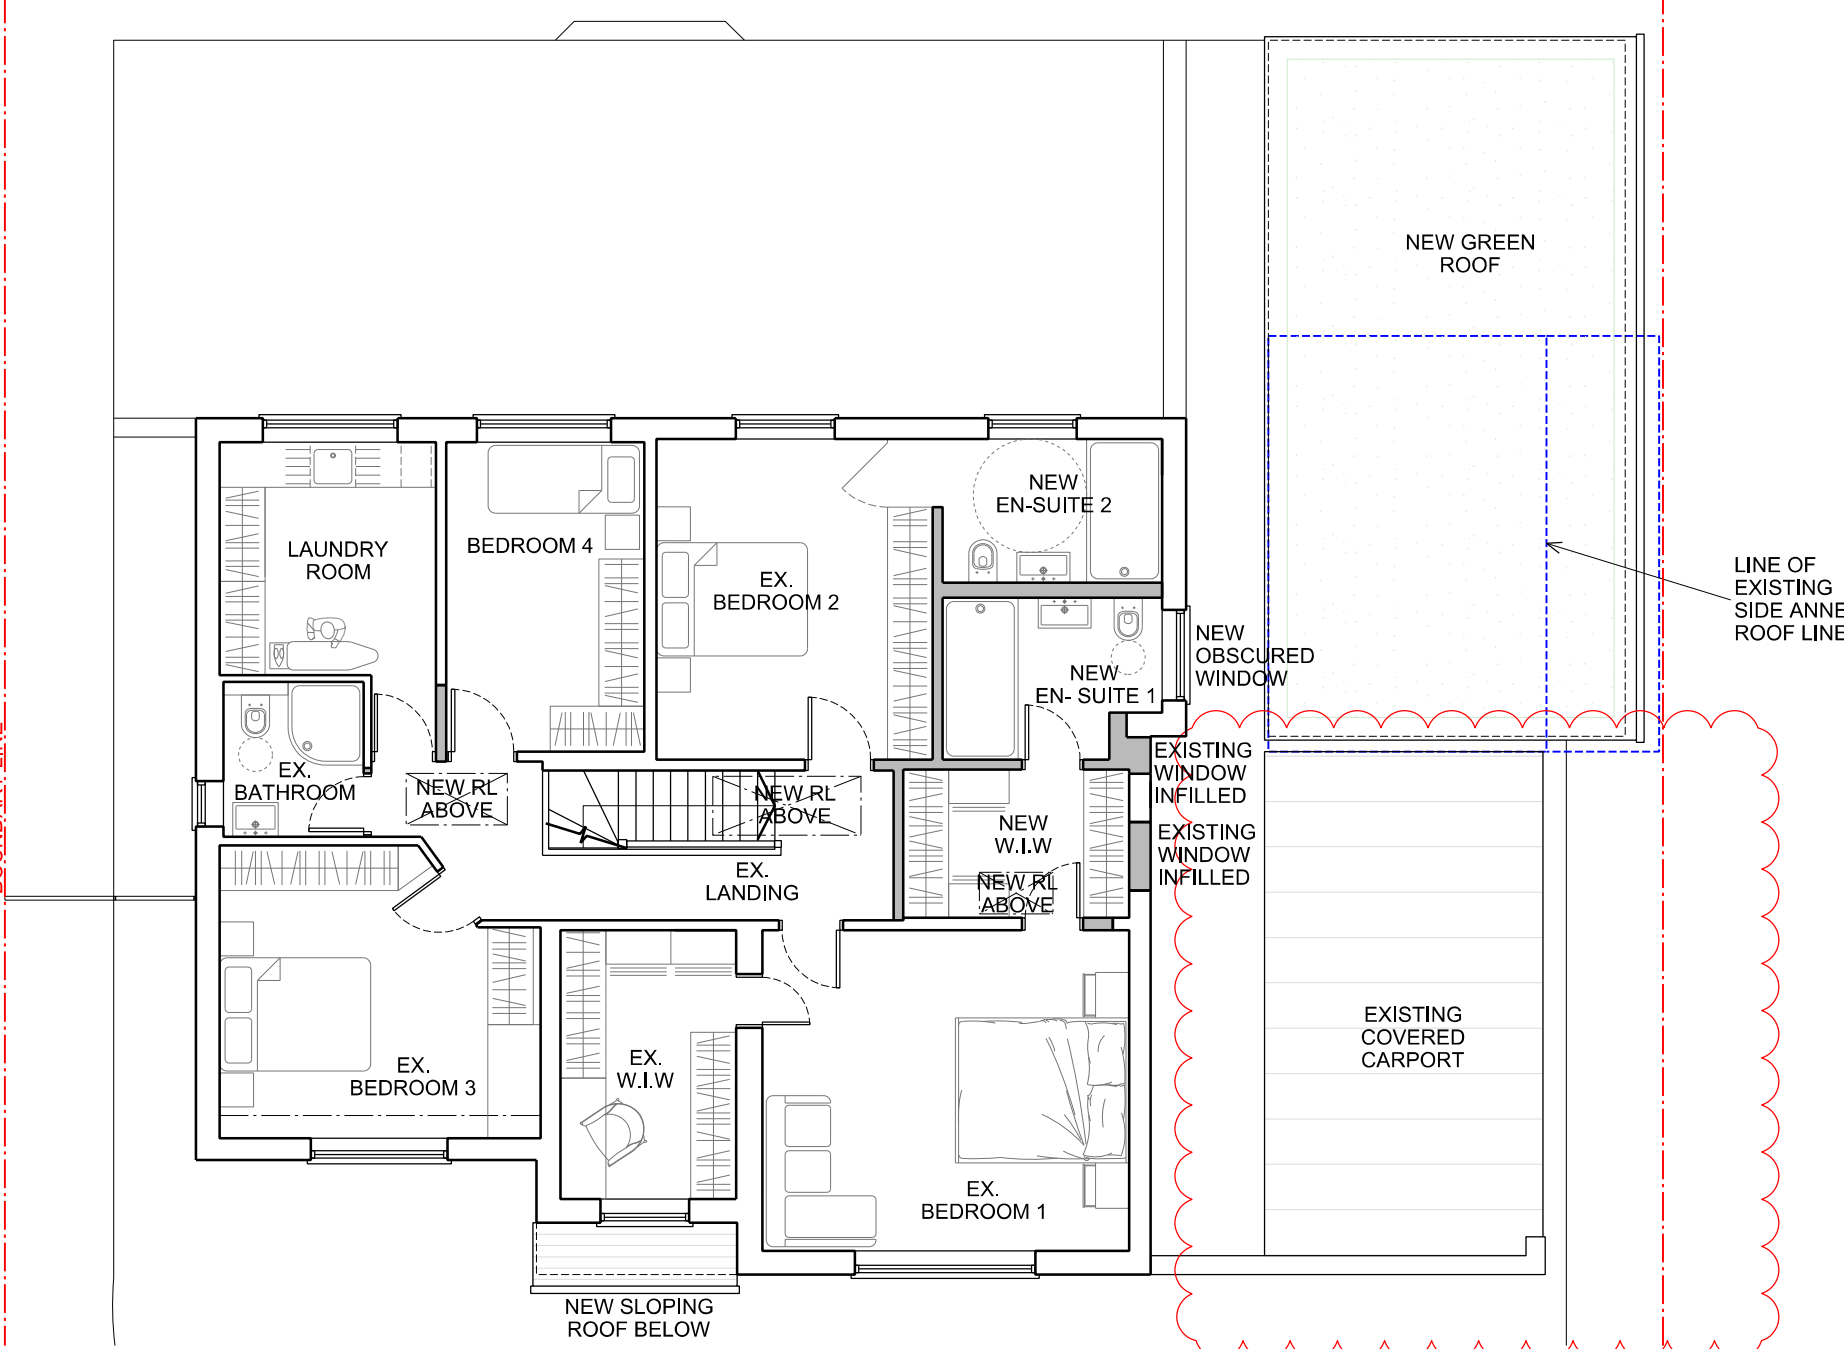 NEW GREEN
ROOF
LINE OF
EXISTING
SIDE ANNE
ROOF LINE
NEW
EN-SUITE 2
LAUNDRY
ROOM
BEDROOM 4
EX.
BEDROOM 2
NEW
OBSCURED
WINDOW
NEW
EN- SUITE 1
EX.
BATHROOM
NEW RL
ABOVE
NEW RL
ABOVE
EXISTING
WINDOW
INFILLED
NEW
W.I.W
EXISTING
WINDOW
INFILLED
EX.
LANDING
NEW RL
ABOVE
BOUNDARY LINE
EXISTING
COVERED
CARPORT
EX.
BEDROOM 3
EX.
W.I.W
EX.
BEDROOM 1
NEW SLOPING
ROOF BELOW